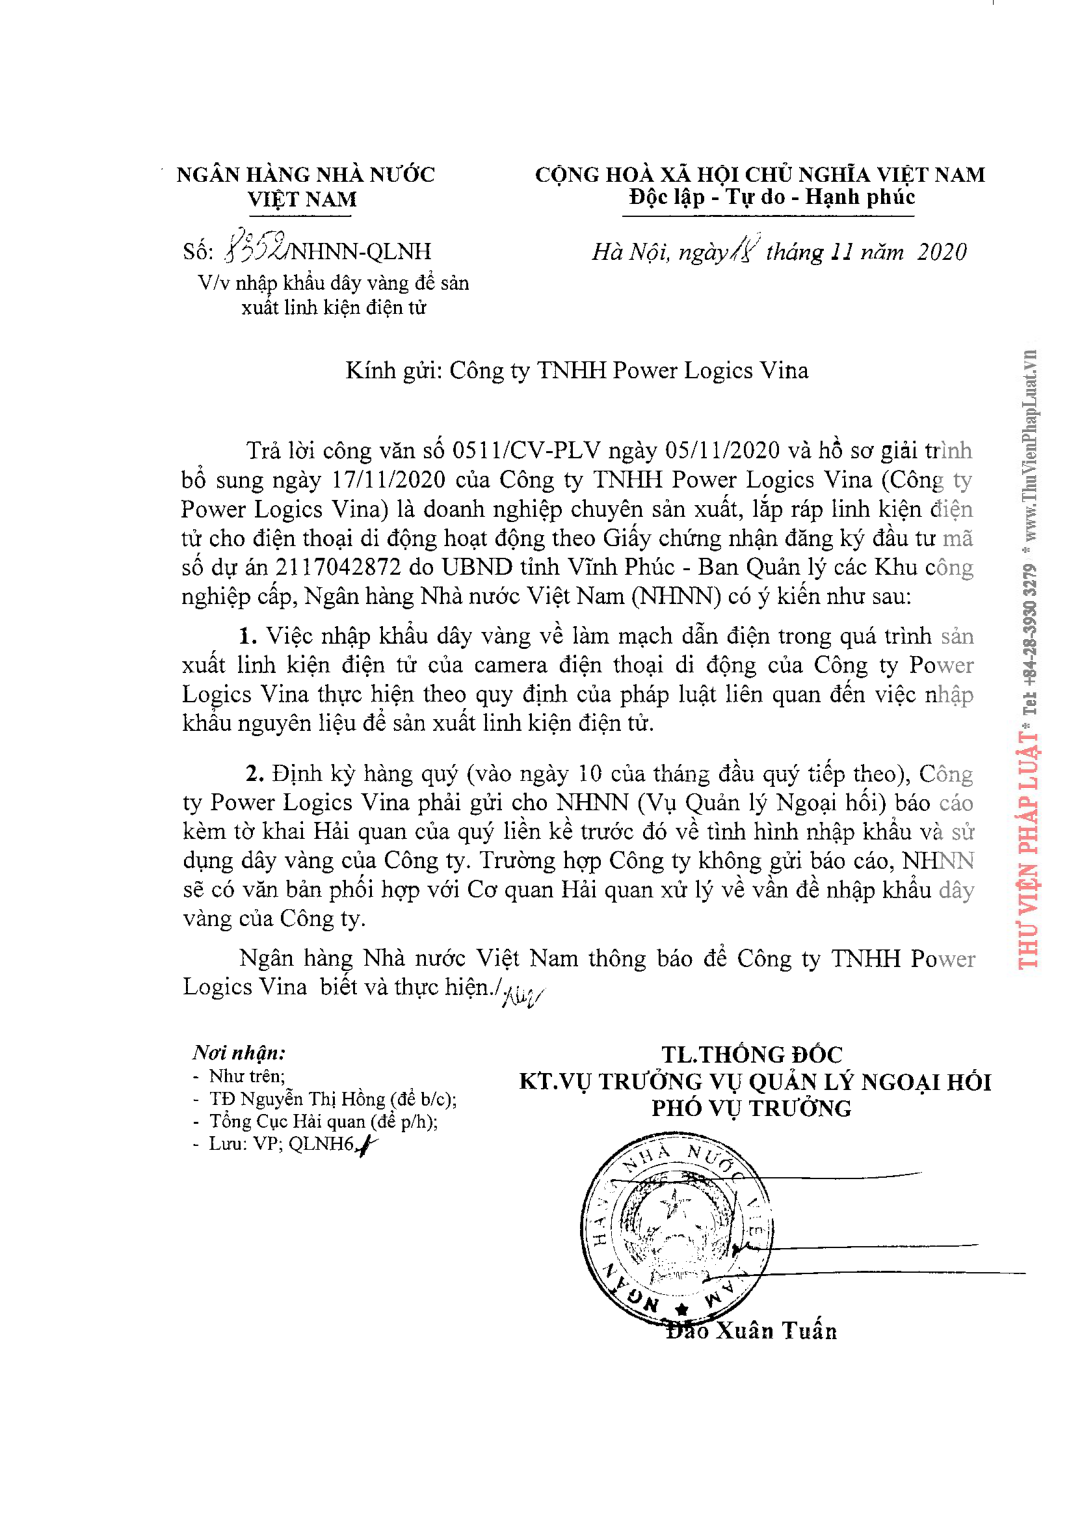 NGÂN HÀNG NHÀ NƯỚC
VIỆT NAM
CỘNG HOÀ XÃ HỘI CHỦ NGHĨA VIỆT NAM
Độc lập - Tự do - Hạnh phúc
Số: 8352/NHNN-QLNH
V/v nhập khẩu dây vàng để sản
xuất linh kiện điện tử
Hà Nội, ngày 18 tháng 11 năm 2020
Kính gửi: Công ty TNHH Power Logics Vina
Trả lời công văn số 0511/CV-PLV ngày 05/11/2020 và hồ sơ giải trình
bổ sung ngày 17/11/2020 của Công ty TNHH Power Logics Vina (Công ty
Power Logics Vina) là doanh nghiệp chuyên sản xuất, lắp ráp linh kiện điện
tử cho điện thoại di động hoạt động theo Giấy chứng nhận đăng ký đầu tư mã
số dự án 2117042872 do UBND tỉnh Vĩnh Phúc - Ban Quản lý các Khu công
nghiệp cấp, Ngân hàng Nhà nước Việt Nam (NHNN) có ý kiến như sau:
1. Việc nhập khẩu dây vàng về làm mạch dẫn điện trong quá trình sản
xuất linh kiện điện tử của camera điện thoại di động của Công ty Power
Logics Vina thực hiện theo quy định của pháp luật liên quan đến việc nhập
khẩu nguyên liệu để sản xuất linh kiện điện tử.
2. Định kỳ hàng quý (vào ngày 10 của tháng đầu quý tiếp theo), Công
ty Power Logics Vina phải gửi cho NHNN (Vụ Quản lý Ngoại hối) báo cáo
kèm tờ khai Hải quan của quý liền kề trước đó về tình hình nhập khẩu và sử
dụng dây vàng của Công ty. Trường hợp Công ty không gửi báo cáo, NHNN
sẽ có văn bản phối hợp với Cơ quan Hải quan xử lý về vấn đề nhập khẩu dây
vàng của Công ty.
Ngân hàng Nhà nước Việt Nam thông báo để Công ty TNHH Power
Logics Vina biết và thực hiện./.
Nơi nhận:
- Như trên;
- TĐ Nguyễn Thị Hồng (để b/c);
- Tổng Cục Hải quan (để p/h);
- Lưu: VP; QLNH6.
TL.THỐNG ĐỐC
KT.VỤ TRƯỞNG VỤ QUẢN LÝ NGOẠI HỐI
PHÓ VỤ TRƯỞNG
NGÂN HÀNG NHÀ NƯỚC VIỆT NAM
Đào Xuân Tuấn
THƯ VIỆN PHÁP LUẬT * Tel: +84-28-3930 3279 * www.ThuVienPhapLuat.vn